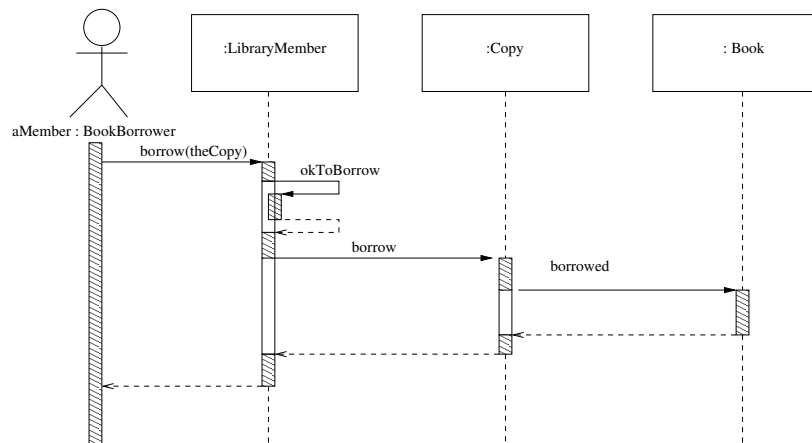 :LibraryMember
:Copy
: Book
aMember : BookBorrower
borrow(theCopy)
okToBorrow
borrow
borrowed